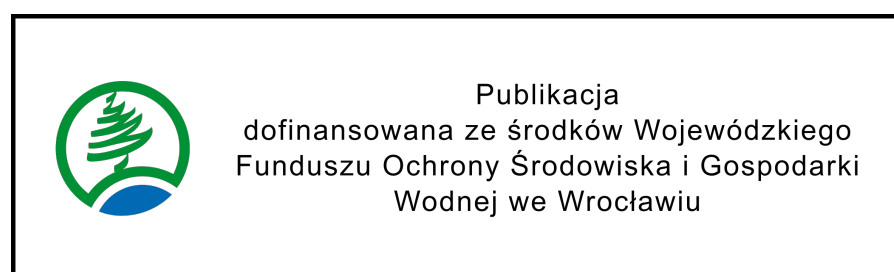 Publikacja
dofinansowana ze środków Wojewódzkiego
Funduszu Ochrony Środowiska i Gospodarki
Wodnej we Wrocławiu